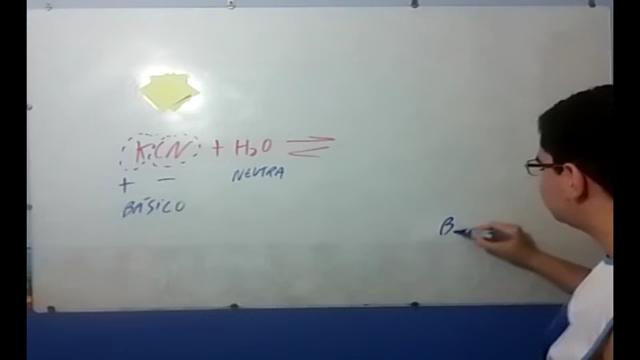 KCN + H₂O ⇌
+ − NEUTRA
BÁSICO
B